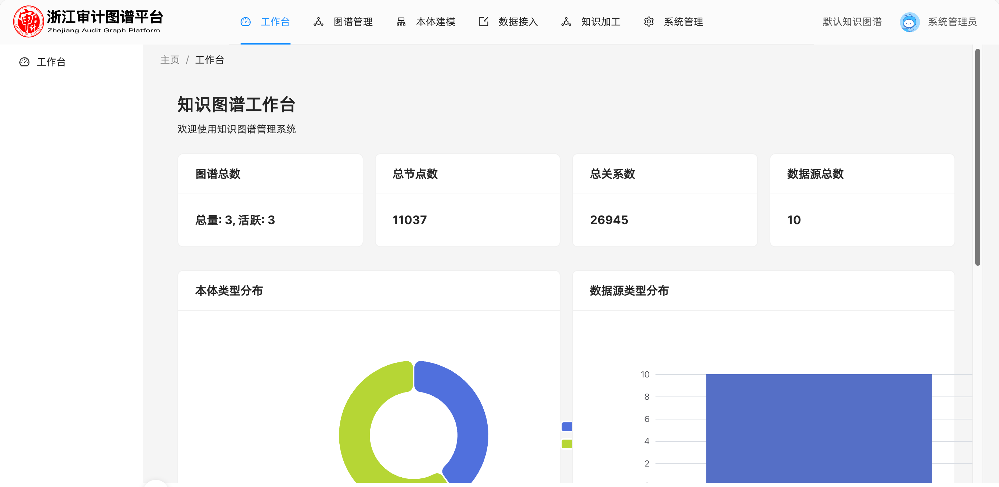 浙江审计图谱平台
Zhejiang Audit Graph Platform
工作台
图谱管理
本体建模
数据接入
知识加工
系统管理
默认知识图谱
系统管理员
工作台
主页 / 工作台
知识图谱工作台
欢迎使用知识图谱管理系统
图谱总数
总量: 3, 活跃: 3
总节点数
11037
总关系数
26945
数据源总数
10
本体类型分布
数据源类型分布
10
8
6
4
2